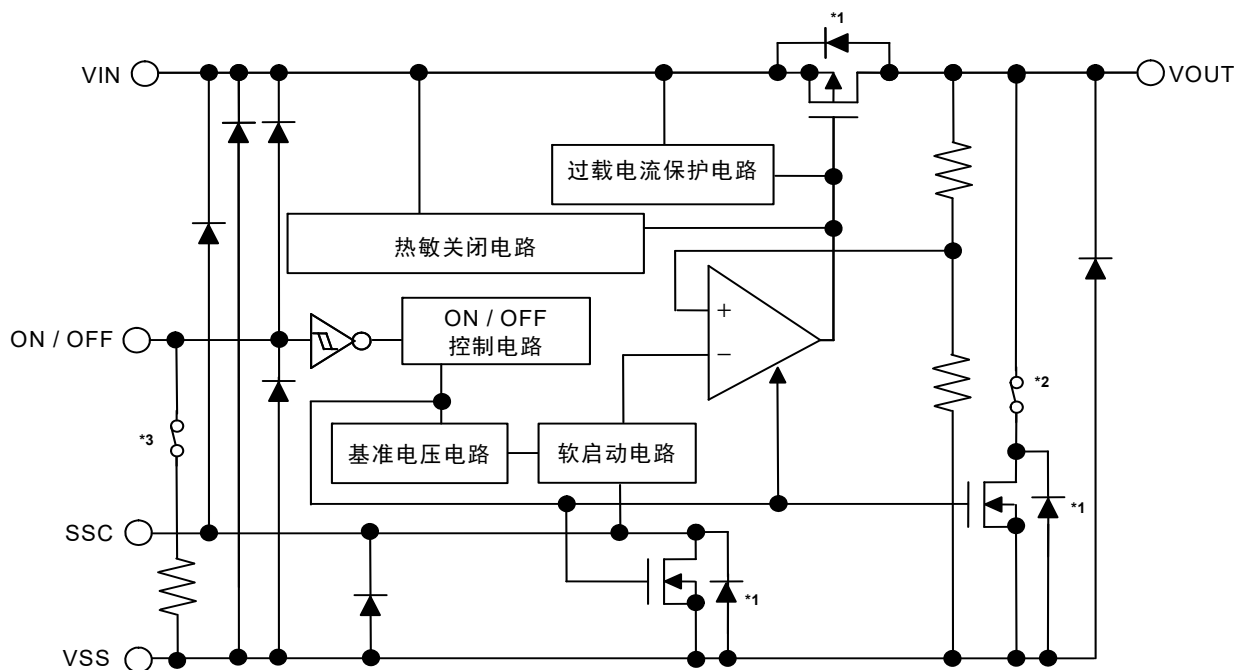 *1
VIN
VOUT
过载电流保护电路
热敏关闭电路
ON / OFF
ON / OFF
控制电路
+
−
*2
*3
基准电压电路
软启动电路
*1
SSC
*1
VSS